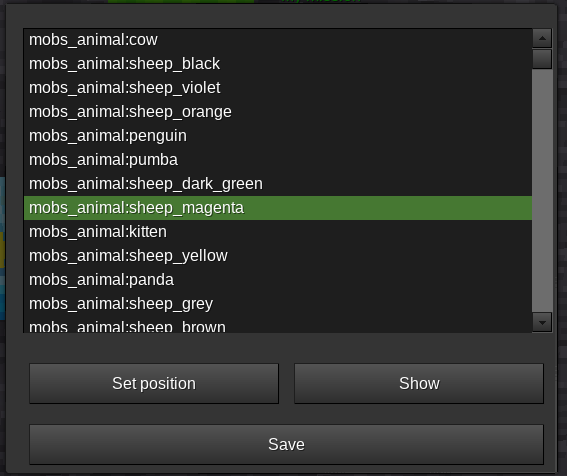 mobs_animal:cow
mobs_animal:sheep_black
mobs_animal:sheep_violet
mobs_animal:sheep_orange
mobs_animal:penguin
mobs_animal:pumba
mobs_animal:sheep_dark_green
mobs_animal:sheep_magenta
mobs_animal:kitten
mobs_animal:sheep_yellow
mobs_animal:panda
mobs_animal:sheep_grey
mobs_animal:sheep_brown
Set position
Show
Save